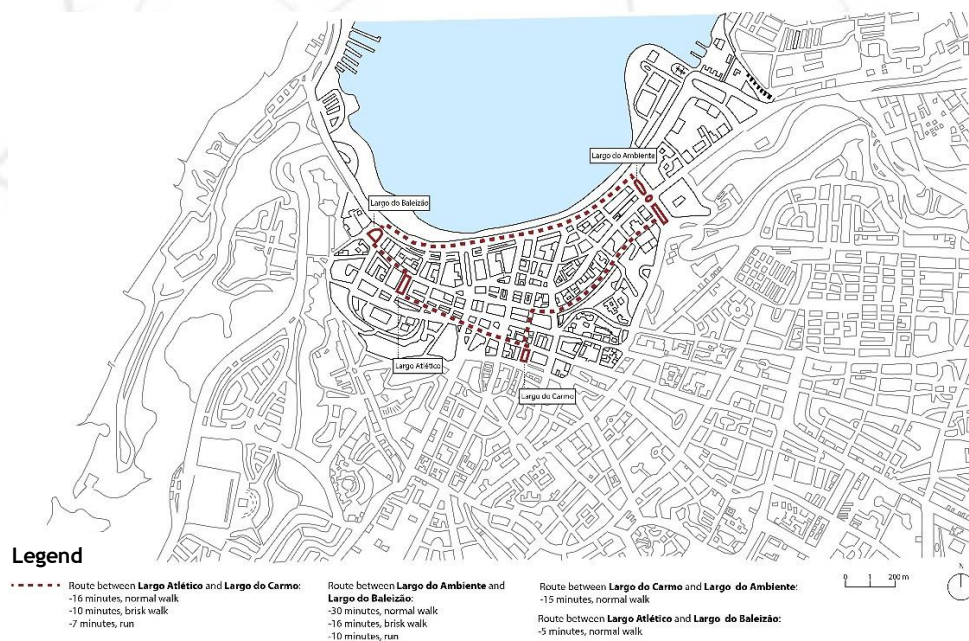 Largo do Ambiente
Largo do Baleizão
Largo Atlético
Largo do Carmo
Legend
Route between Largo Atlético and Largo do Carmo:
-16 minutes, normal walk
-10 minutes, brisk walk
-7 minutes, run
Route between Largo do Ambiente and
Largo do Baleizão:
-30 minutes, normal walk
-16 minutes, brisk walk
-10 minutes, run
Route between Largo do Carmo and Largo do Ambiente:
-15 minutes, normal walk
Route between Largo Atlético and Largo do Baleizão:
-5 minutes, normal walk
0 1 200 m
N